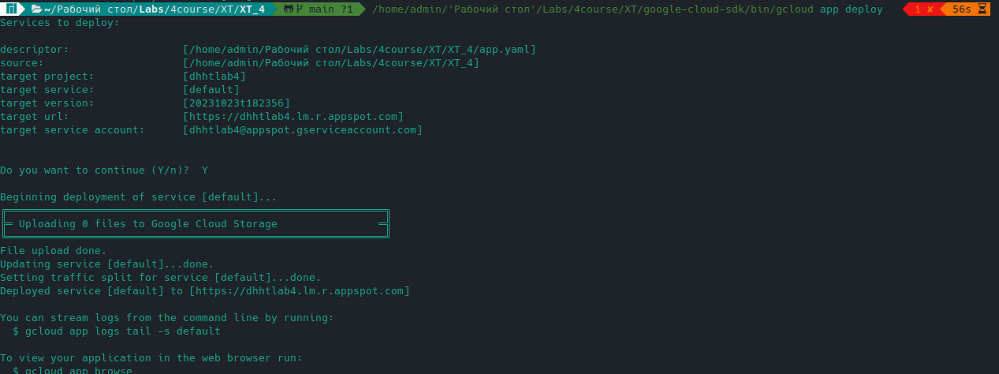 ~/Рабочий стол/Labs/4course/XT/XT_4 main ?1 /home/admin/'Рабочий стол'/Labs/4course/XT/google-cloud-sdk/bin/gcloud app deploy 1 ✘ 56s
Services to deploy:
descriptor: [/home/admin/Рабочий стол/Labs/4course/XT/XT_4/app.yaml]
source: [/home/admin/Рабочий стол/Labs/4course/XT/XT_4]
target project: [dhhtlab4]
target service: [default]
target version: [20231023t182356]
target url: [https://dhhtlab4.lm.r.appspot.com]
target service account: [dhhtlab4@appspot.gserviceaccount.com]
Do you want to continue (Y/n)? Y
Beginning deployment of service [default]...
Uploading 0 files to Google Cloud Storage
File upload done.
Updating service [default]...done.
Setting traffic split for service [default]...done.
Deployed service [default] to [https://dhhtlab4.lm.r.appspot.com]
You can stream logs from the command line by running:
$ gcloud app logs tail -s default
To view your application in the web browser run:
$ gcloud app browse